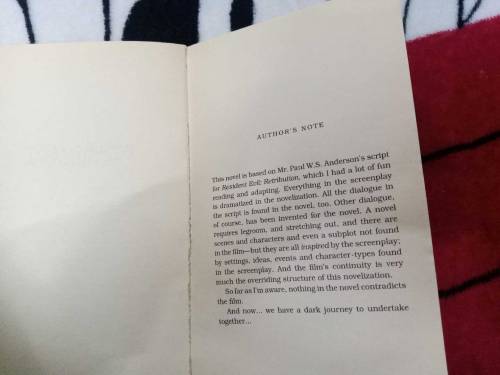 AUTHOR'S NOTE
This novel is based on Mr. Paul W.S. Anderson's script
for Resident Evil: Retribution, which I had a lot of fun
reading and adapting. Everything in the screenplay
is dramatized in the novelization. All the dialogue in
the script is found in the novel, too. Other dialogue,
of course, has been invented for the novel. A novel
requires legroom, and stretching out, and there are
scenes and characters and even a subplot not found
in the film—but they are all inspired by the screenplay;
by settings, ideas, events and character-types found
in the screenplay. And the film's continuity is very
much the overriding structure of this novelization.
So far as I'm aware, nothing in the novel contradicts
the film.
And now... we have a dark journey to undertake
together...